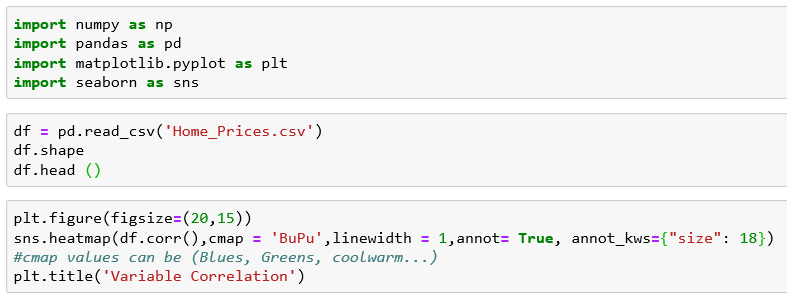 import numpy as np
import pandas as pd
import matplotlib.pyplot as plt
import seaborn as sns
df = pd.read_csv('Home_Prices.csv')
df.shape
df.head ()
plt.figure(figsize=(20,15))
sns.heatmap(df.corr(),cmap = 'BuPu',linewidth = 1,annot= True, annot_kws={"size": 18})
#cmap values can be (Blues, Greens, coolwarm...)
plt.title('Variable Correlation')